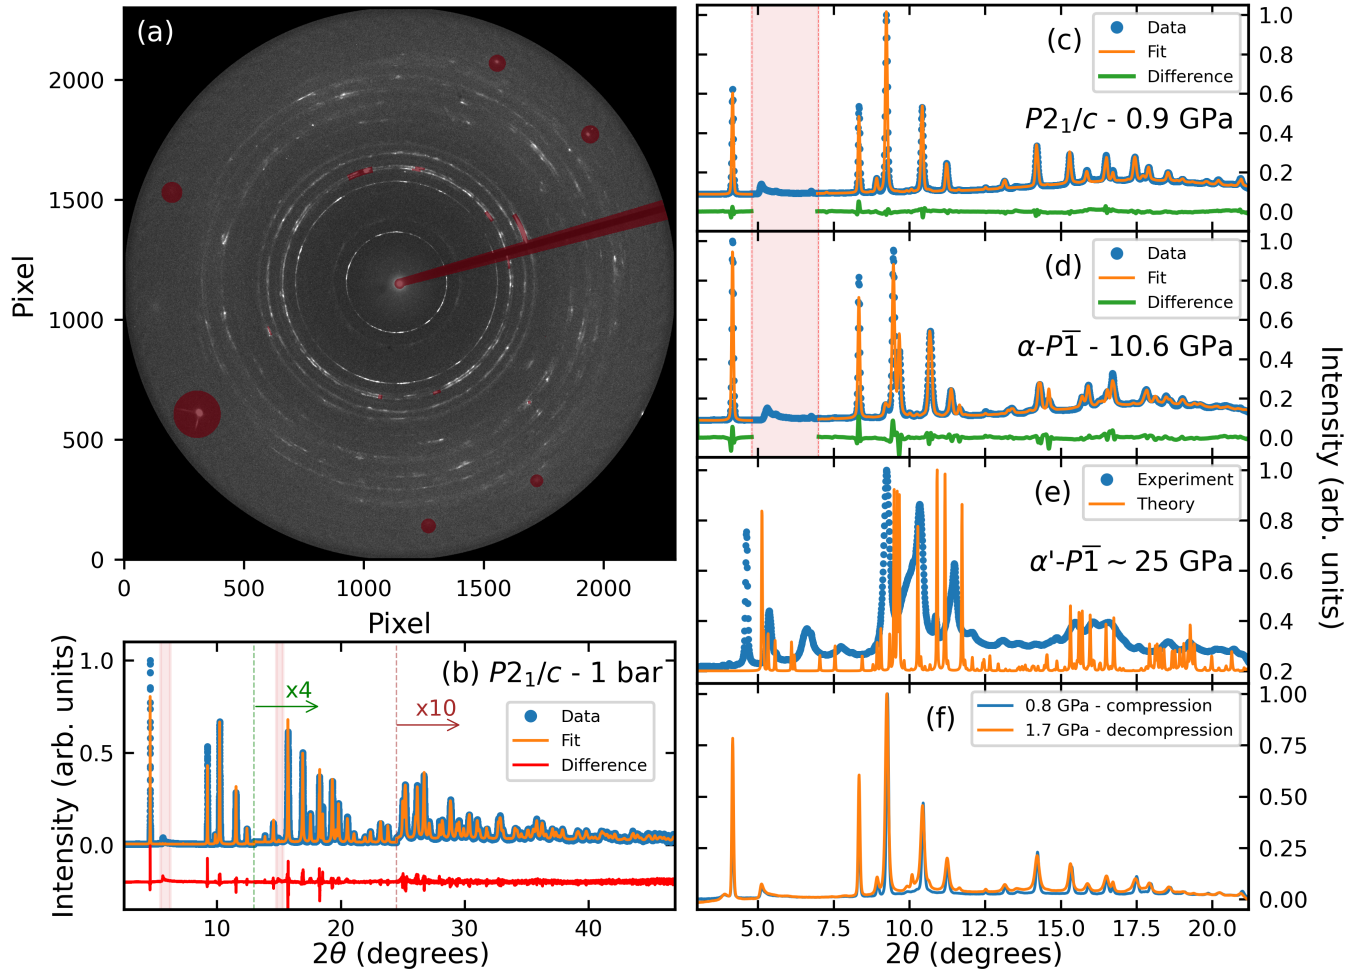 (a)
2000
1500
1000
500
0
Pixel
0 500 1000 1500 2000
Pixel
(b) P2₁/c - 1 bar
x4
x10
Data
Fit
Difference
1.0
0.5
0.0
Intensity (arb. units)
10 20 30 40
2θ (degrees)
(c)
Data
Fit
Difference
P2₁/c - 0.9 GPa
1.0
0.8
0.6
0.4
0.2
0.0
(d)
Data
Fit
Difference
α-P1̅ - 10.6 GPa
1.0
0.8
0.6
0.4
0.2
0.0
(e)
Experiment
Theory
α'-P1̅ ~ 25 GPa
1.0
0.8
0.6
0.4
0.2
(f)
0.8 GPa - compression
1.7 GPa - decompression
1.00
0.75
0.50
0.25
0.00
5.0 7.5 10.0 12.5 15.0 17.5 20.0
2θ (degrees)
Intensity (arb. units)